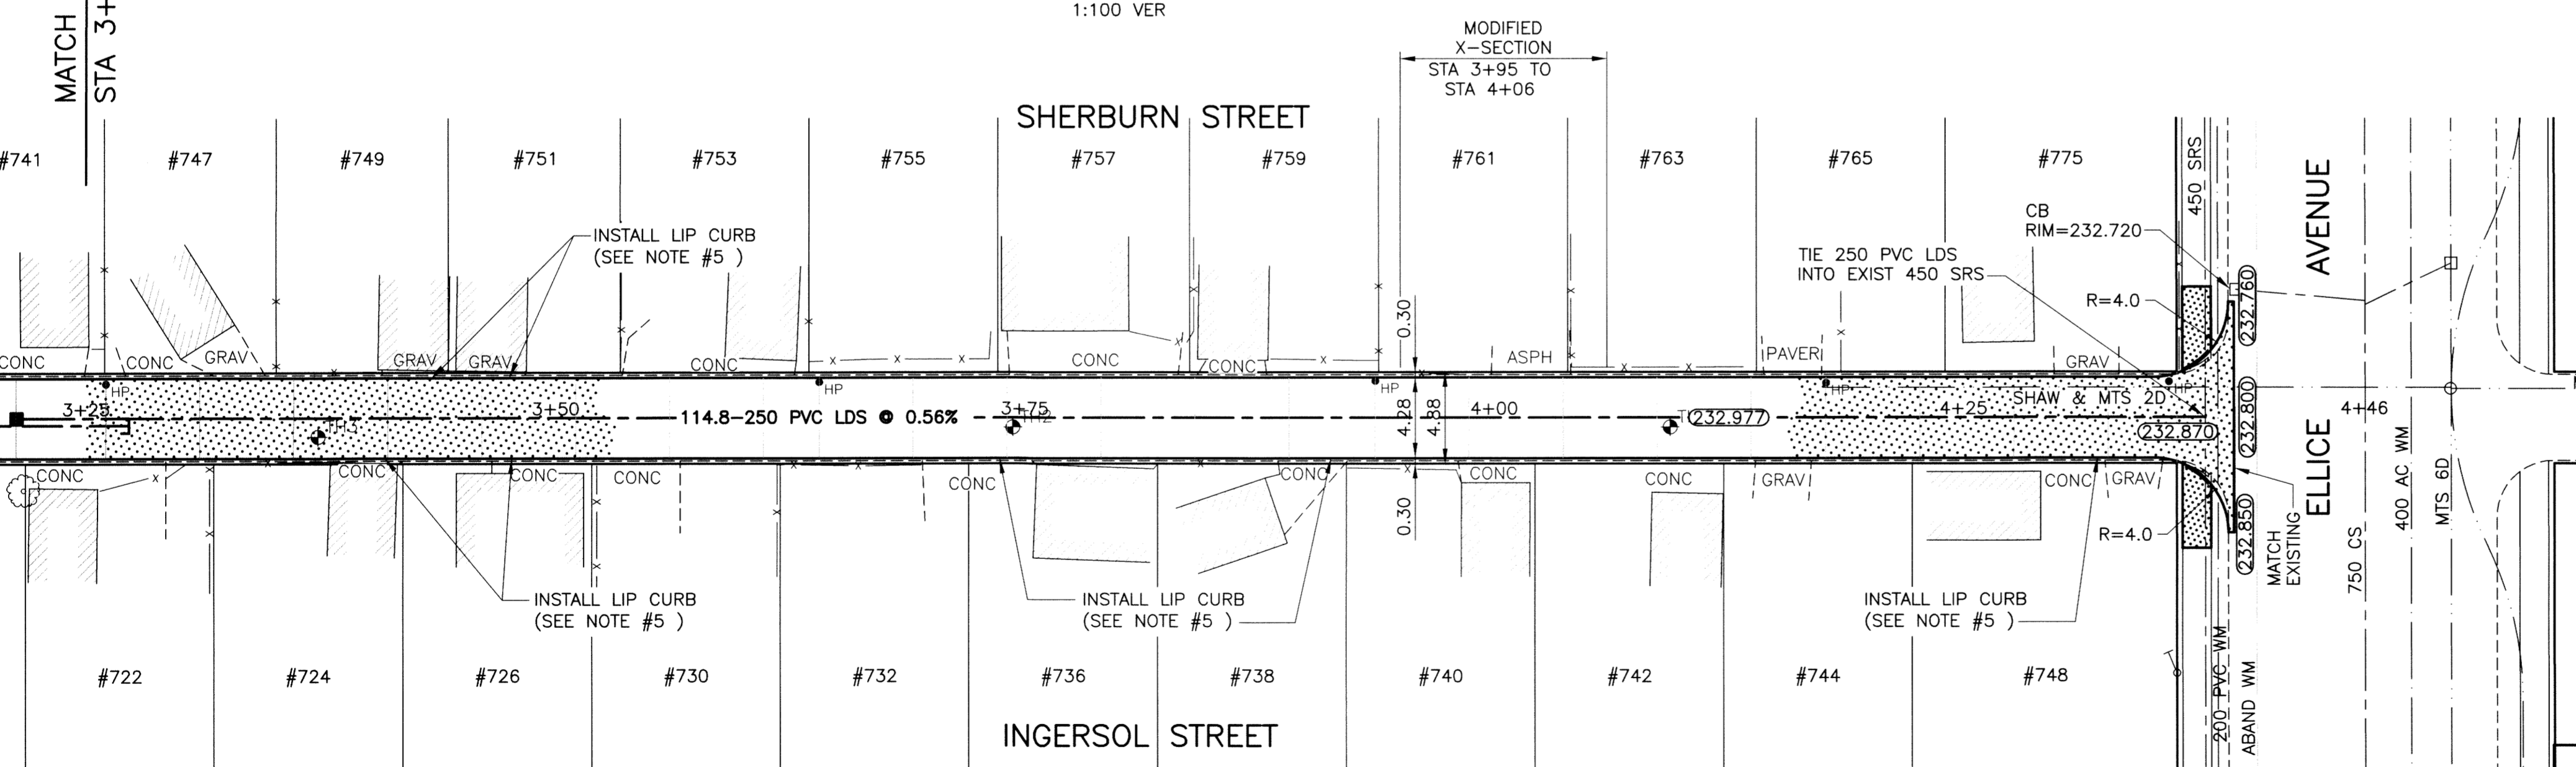 1:100 VER
MATCH
STA 3+
MODIFIED
X-SECTION
STA 3+95 TO
STA 4+06
SHERBURN STREET
#741
#747
#749
#751
#753
#755
#757
#759
#761
#763
#765
#775
450 SRS
AVENUE
CB
RIM=232.720
INSTALL LIP CURB
(SEE NOTE #5 )
TIE 250 PVC LDS
INTO EXIST 450 SRS
R=4.0
232.760
0.30
CONC
CONC
GRAV
GRAV
GRAV
CONC
CONC
CONC
ASPH
PAVER
GRAV
HP
HP
HP
HP
HP
3+25
3+50
114.8-250 PVC LDS @ 0.56%
3+75
4.28
4.88
4+00
232.977
4+25
SHAW & MTS 2D
232.870
232.800
4+46
TH3
TH2
CONC
CONC
CONC
CONC
CONC
CONC
CONC
CONC
GRAV
CONC
GRAV
0.30
R=4.0
232.850
MATCH
EXISTING
ELLICE
750 CS
400 AC WM
MTS 6D
INSTALL LIP CURB
(SEE NOTE #5 )
INSTALL LIP CURB
(SEE NOTE #5 )
INSTALL LIP CURB
(SEE NOTE #5 )
#722
#724
#726
#730
#732
#736
#738
#740
#742
#744
#748
200 PVC WM
ABAND WM
INGERSOL STREET